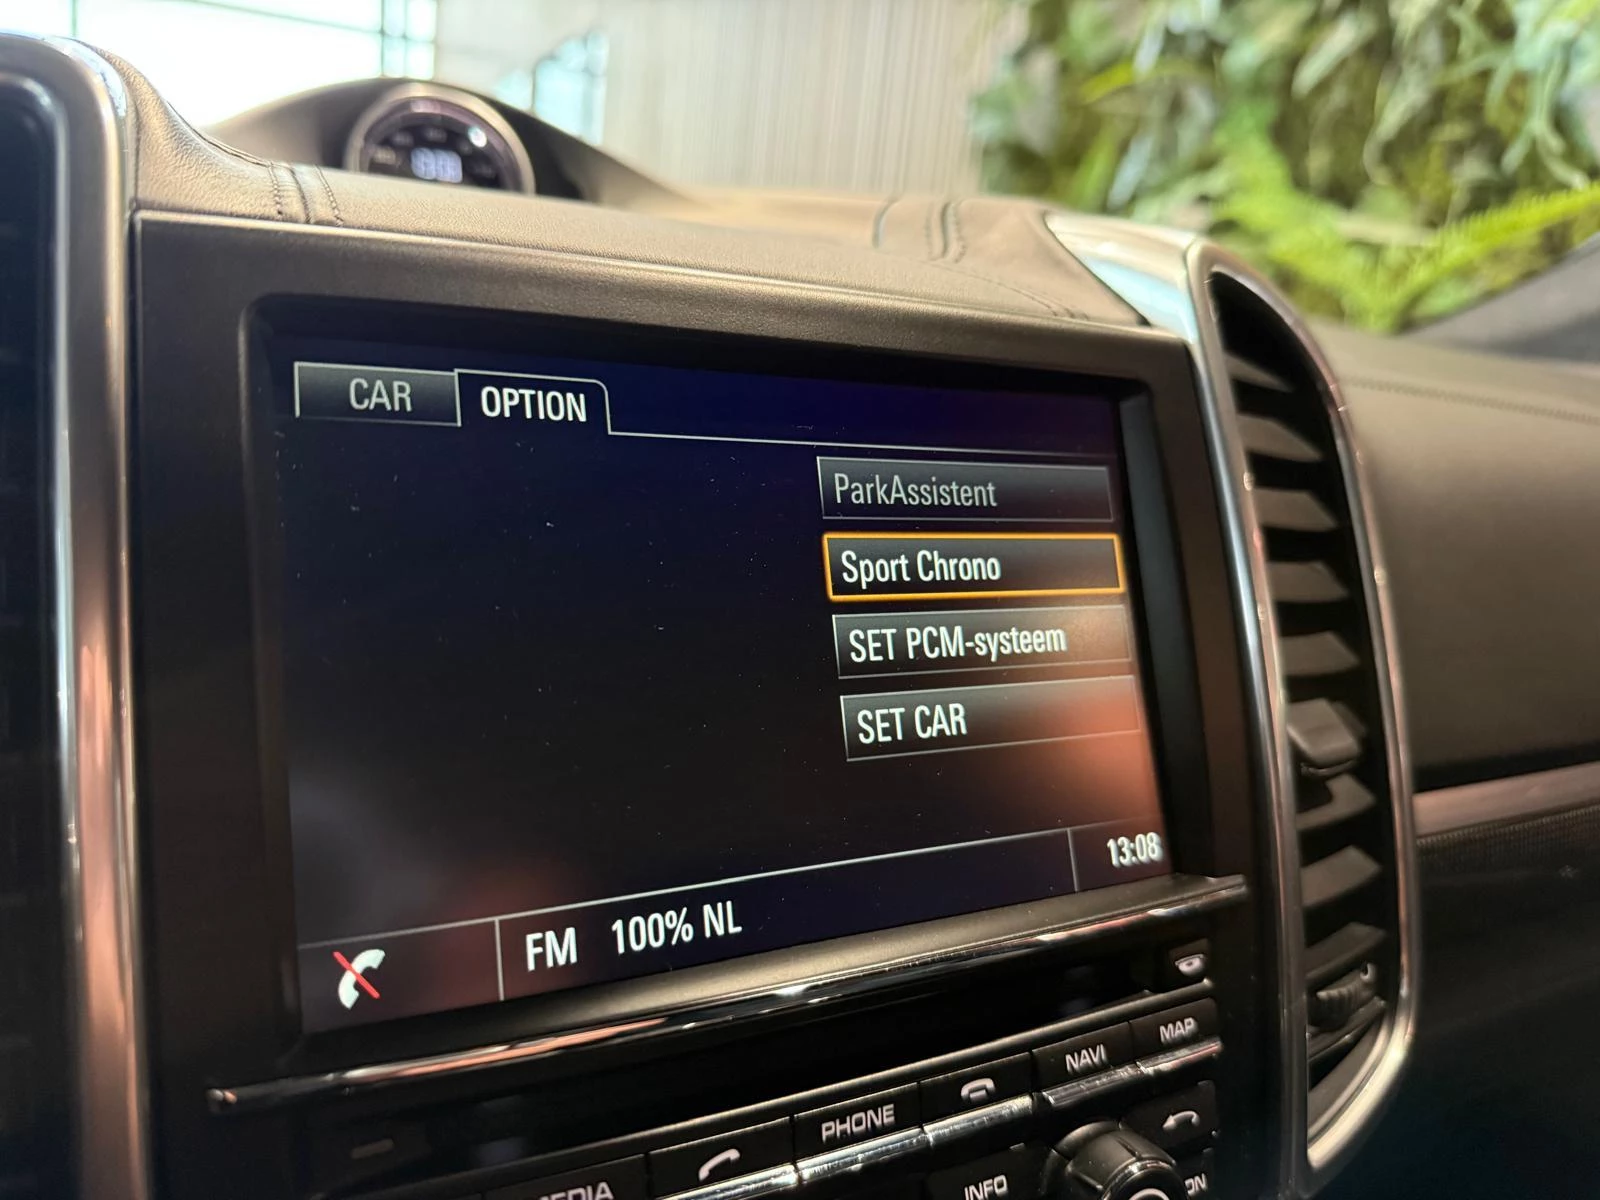 CAR OPTION
ParkAssistent
Sport Chrono
SET PCM-systeem
SET CAR
13:08
FM 100% NL
MAP
NAVI
PHONE
INFO